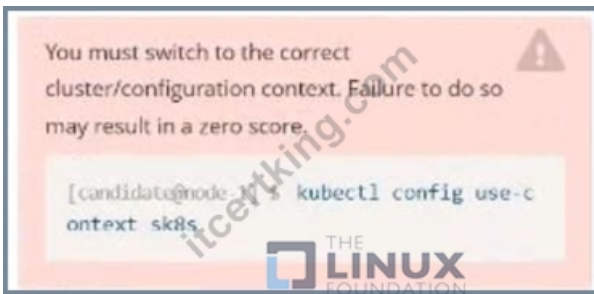 You must switch to the correct
cluster/configuration context. Failure to do so
may result in a zero score.
[candidate@node-1] $ kubectl config use-c
ontext sk8s
itcertking.com
THE
LINUX
FOUNDATION